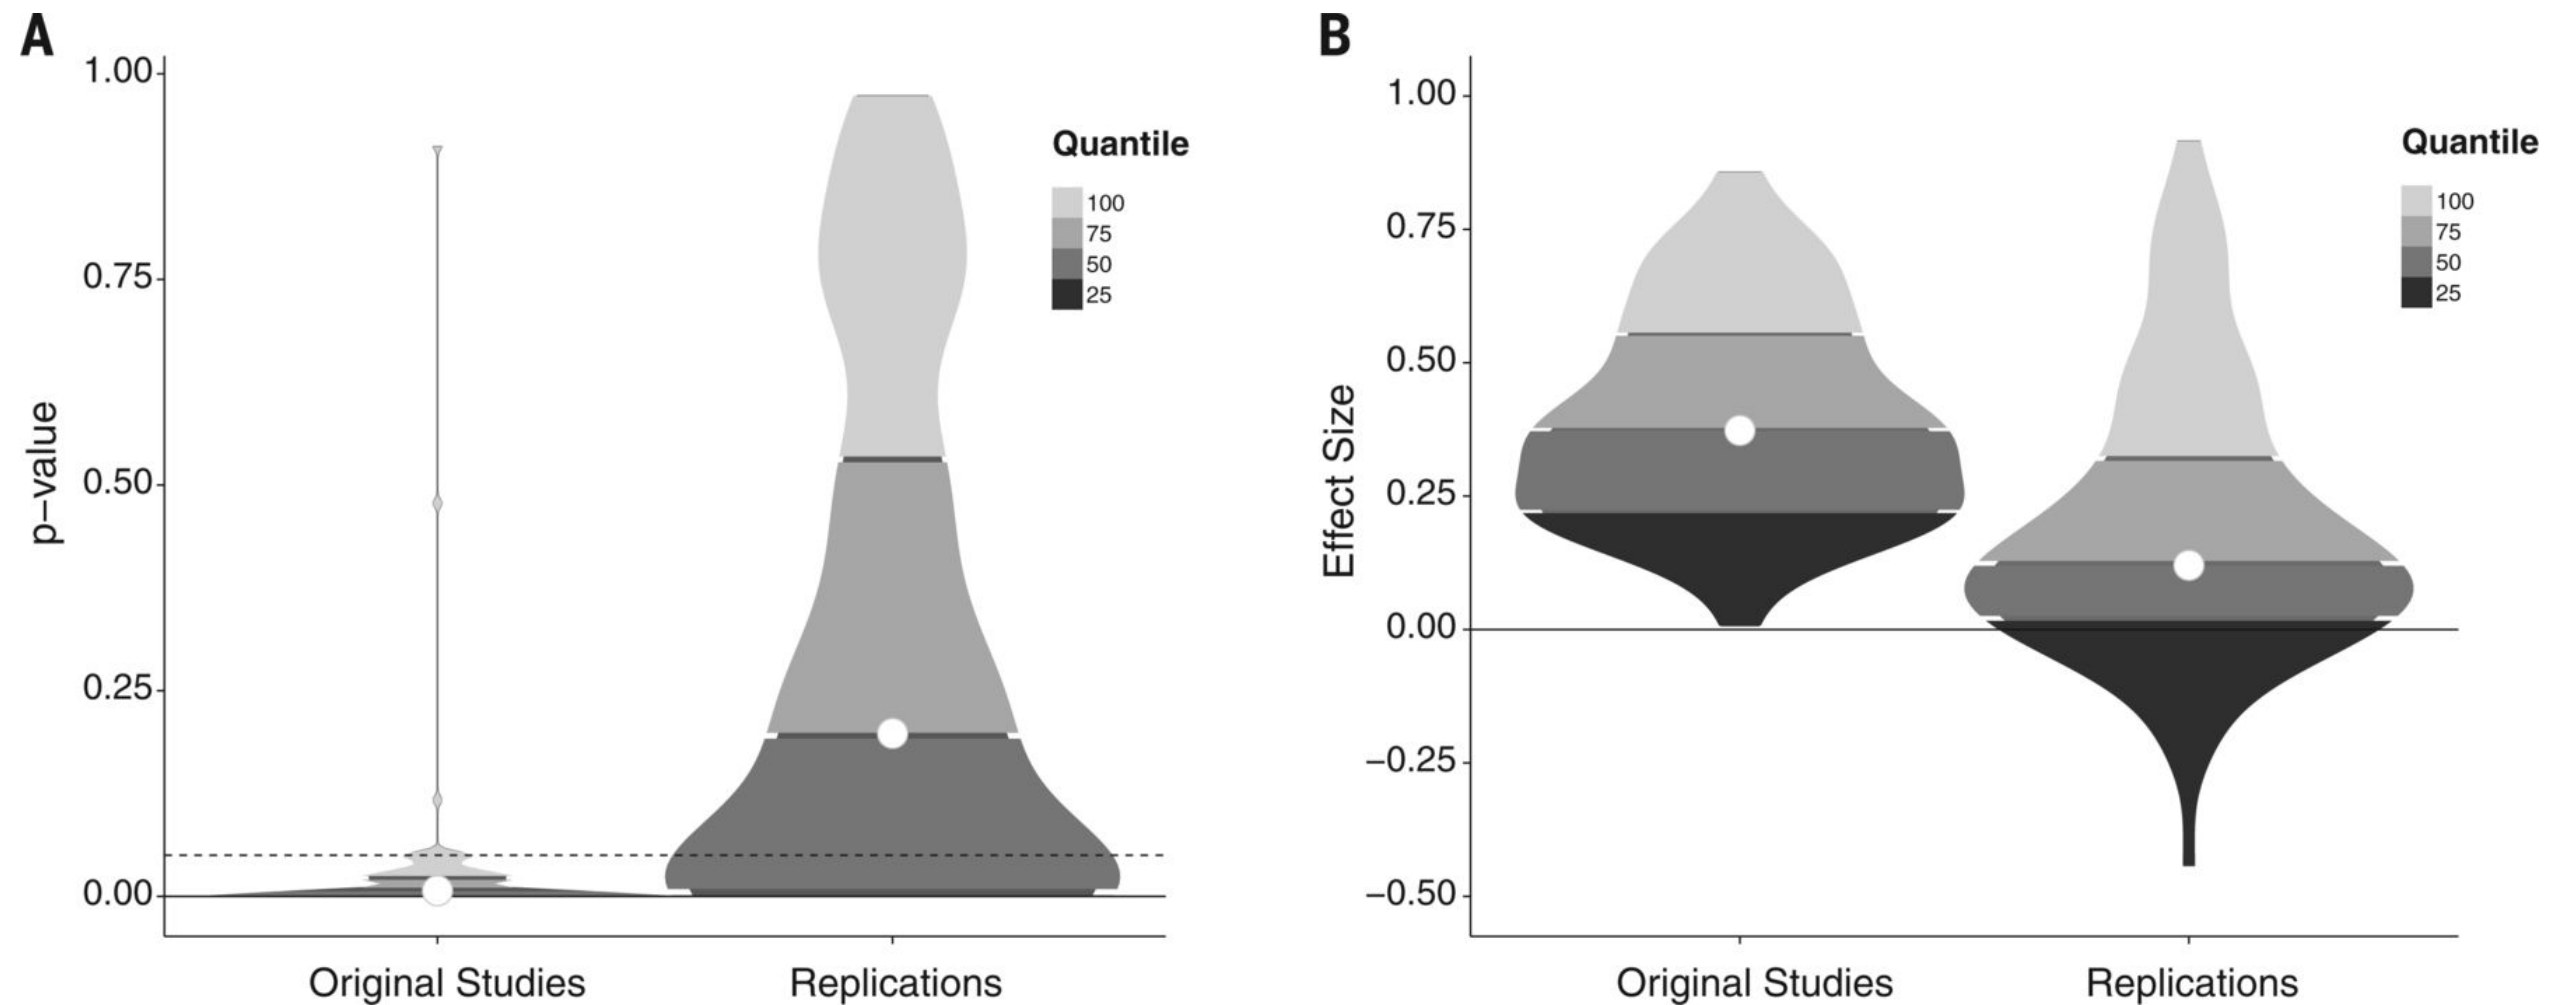 A
1.00
0.75
0.50
0.25
0.00
p–value
Original Studies
Replications
Quantile
100
75
50
25
B
1.00
0.75
0.50
0.25
0.00
−0.25
−0.50
Effect Size
Original Studies
Replications
Quantile
100
75
50
25